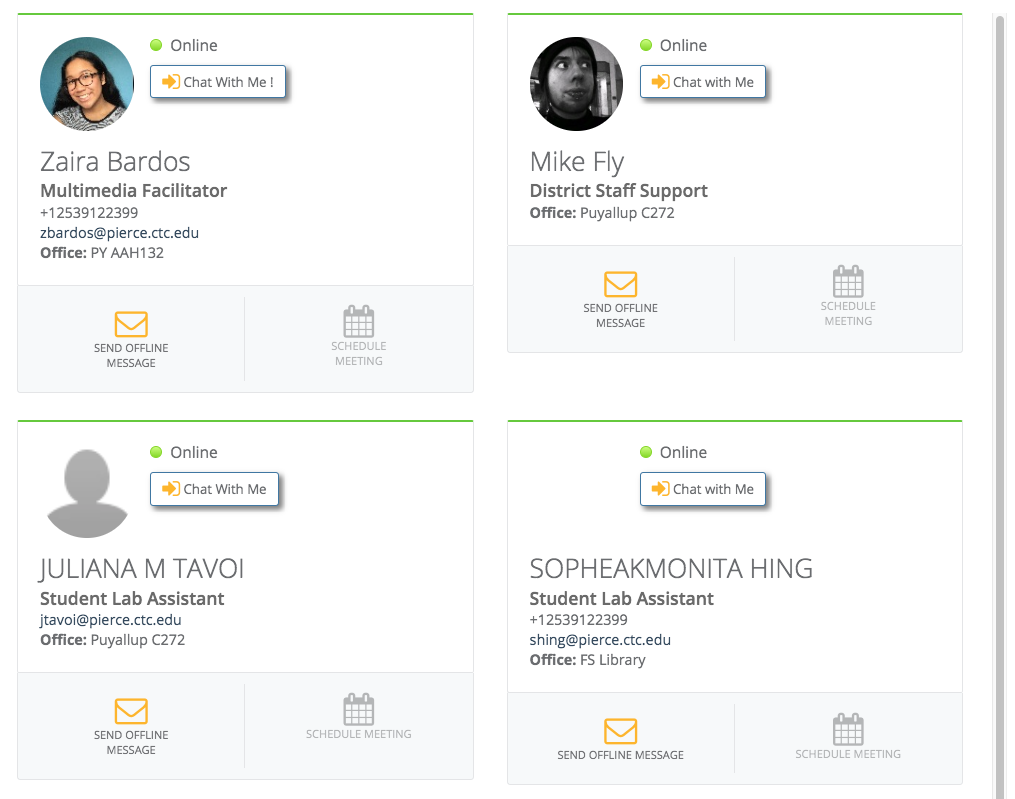 Online
Chat With Me !
Zaira Bardos
Multimedia Facilitator
+12539122399
zbardos@pierce.ctc.edu
Office: PY AAH132
SEND OFFLINE
MESSAGE
SCHEDULE
MEETING
Online
Chat with Me
Mike Fly
District Staff Support
Office: Puyallup C272
SEND OFFLINE
MESSAGE
SCHEDULE
MEETING
Online
Chat With Me
JULIANA M TAVOI
Student Lab Assistant
jtavoi@pierce.ctc.edu
Office: Puyallup C272
SEND OFFLINE
MESSAGE
SCHEDULE MEETING
Online
Chat with Me
SOPHEAKMONITA HING
Student Lab Assistant
+12539122399
shing@pierce.ctc.edu
Office: FS Library
SEND OFFLINE MESSAGE
SCHEDULE MEETING